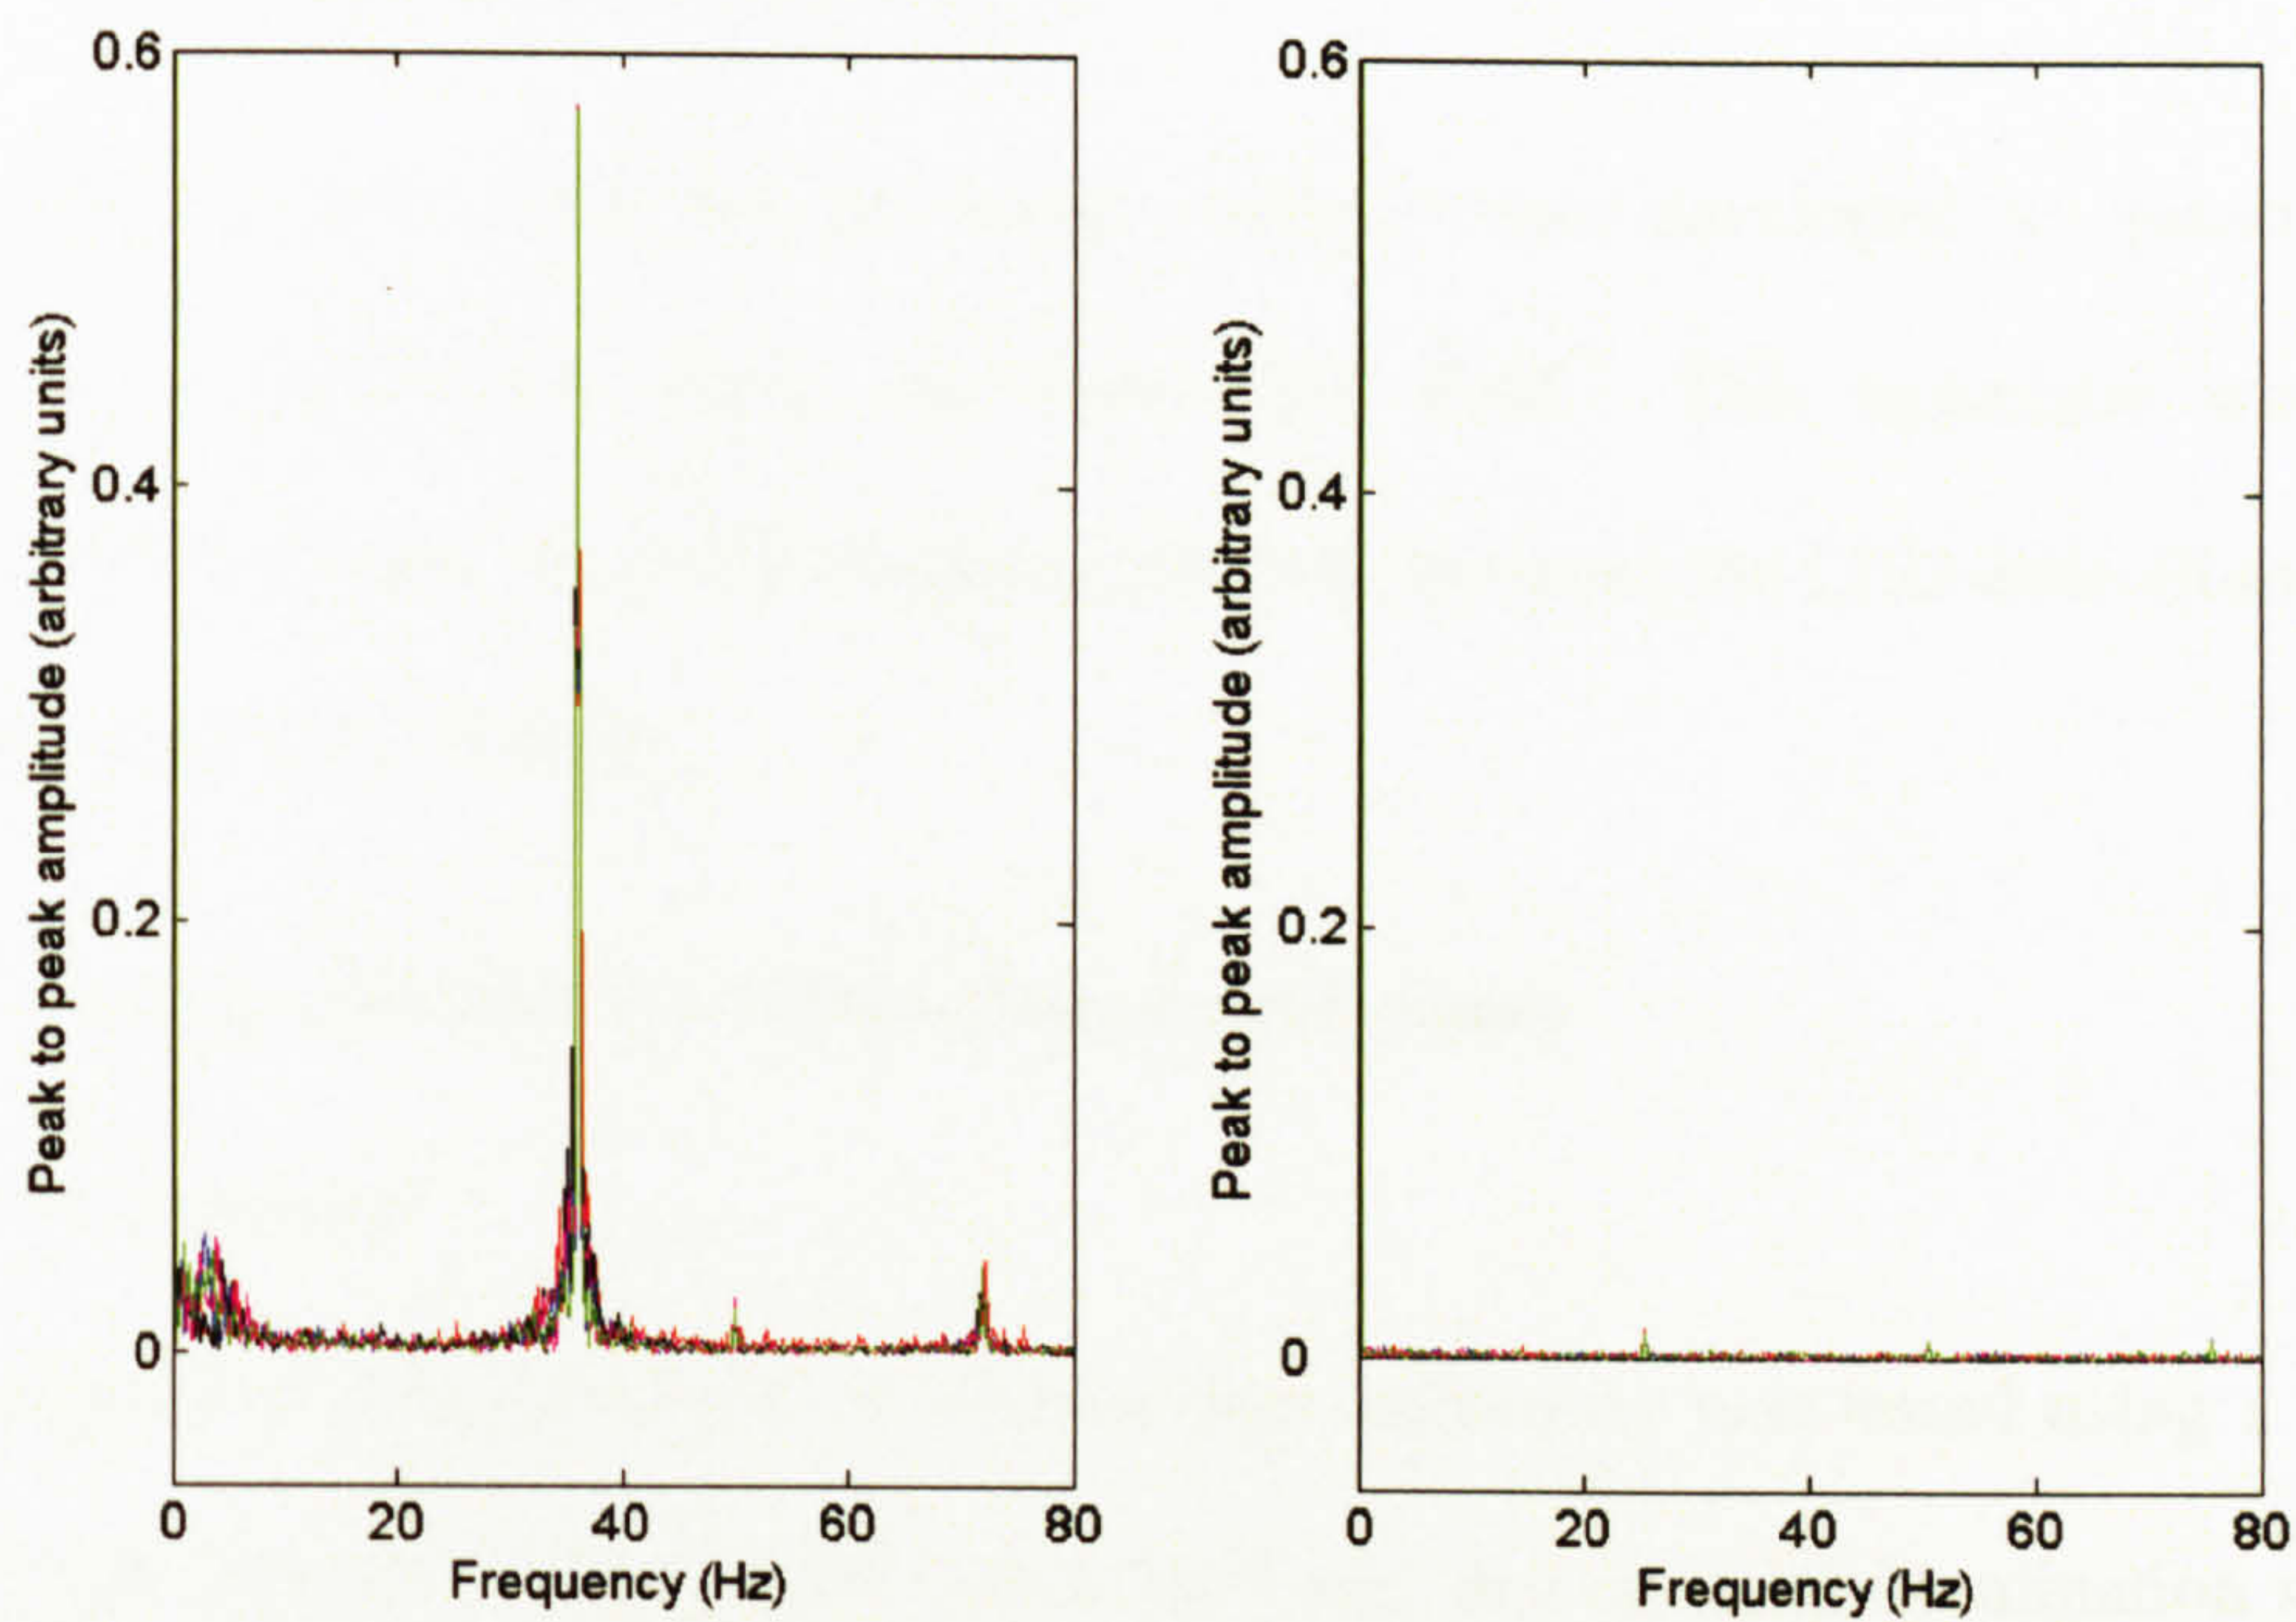 0.6
0.4
0.2
0
0 20 40 60 80
Peak to peak amplitude (arbitrary units)
Frequency (Hz)
0.6
0.4
0.2
0
0 20 40 60 80
Peak to peak amplitude (arbitrary units)
Frequency (Hz)